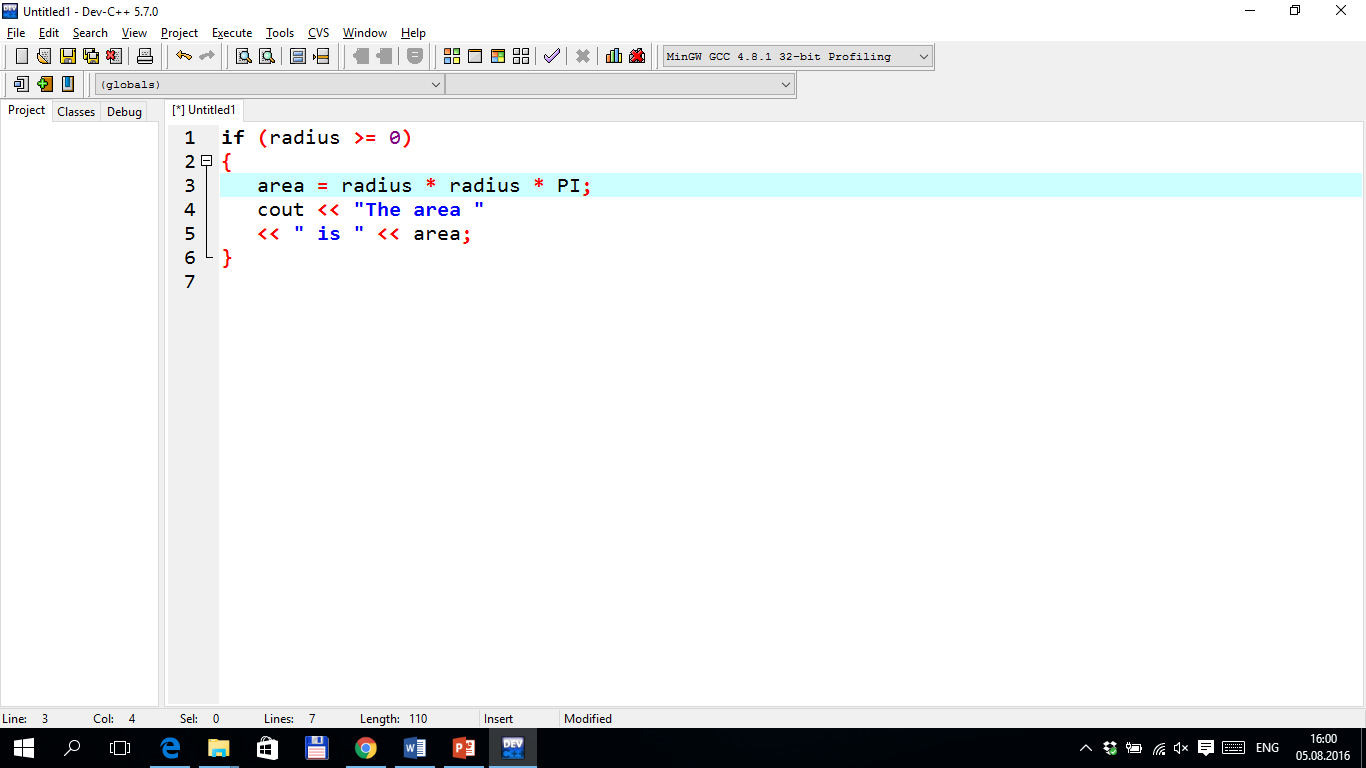 Untitled1 - Dev-C++ 5.7.0
File Edit Search View Project Execute Tools CVS Window Help
MinGW GCC 4.8.1 32-bit Profiling
(globals)
Project Classes Debug [*] Untitled1
1 if (radius >= 0)
2 {
3 area = radius * radius * PI;
4 cout << "The area "
5 << " is " << area;
6 }
7
Line: 3 Col: 4 Sel: 0 Lines: 7 Length: 110 Insert Modified
DEV
ENG 16:00
05.08.2016